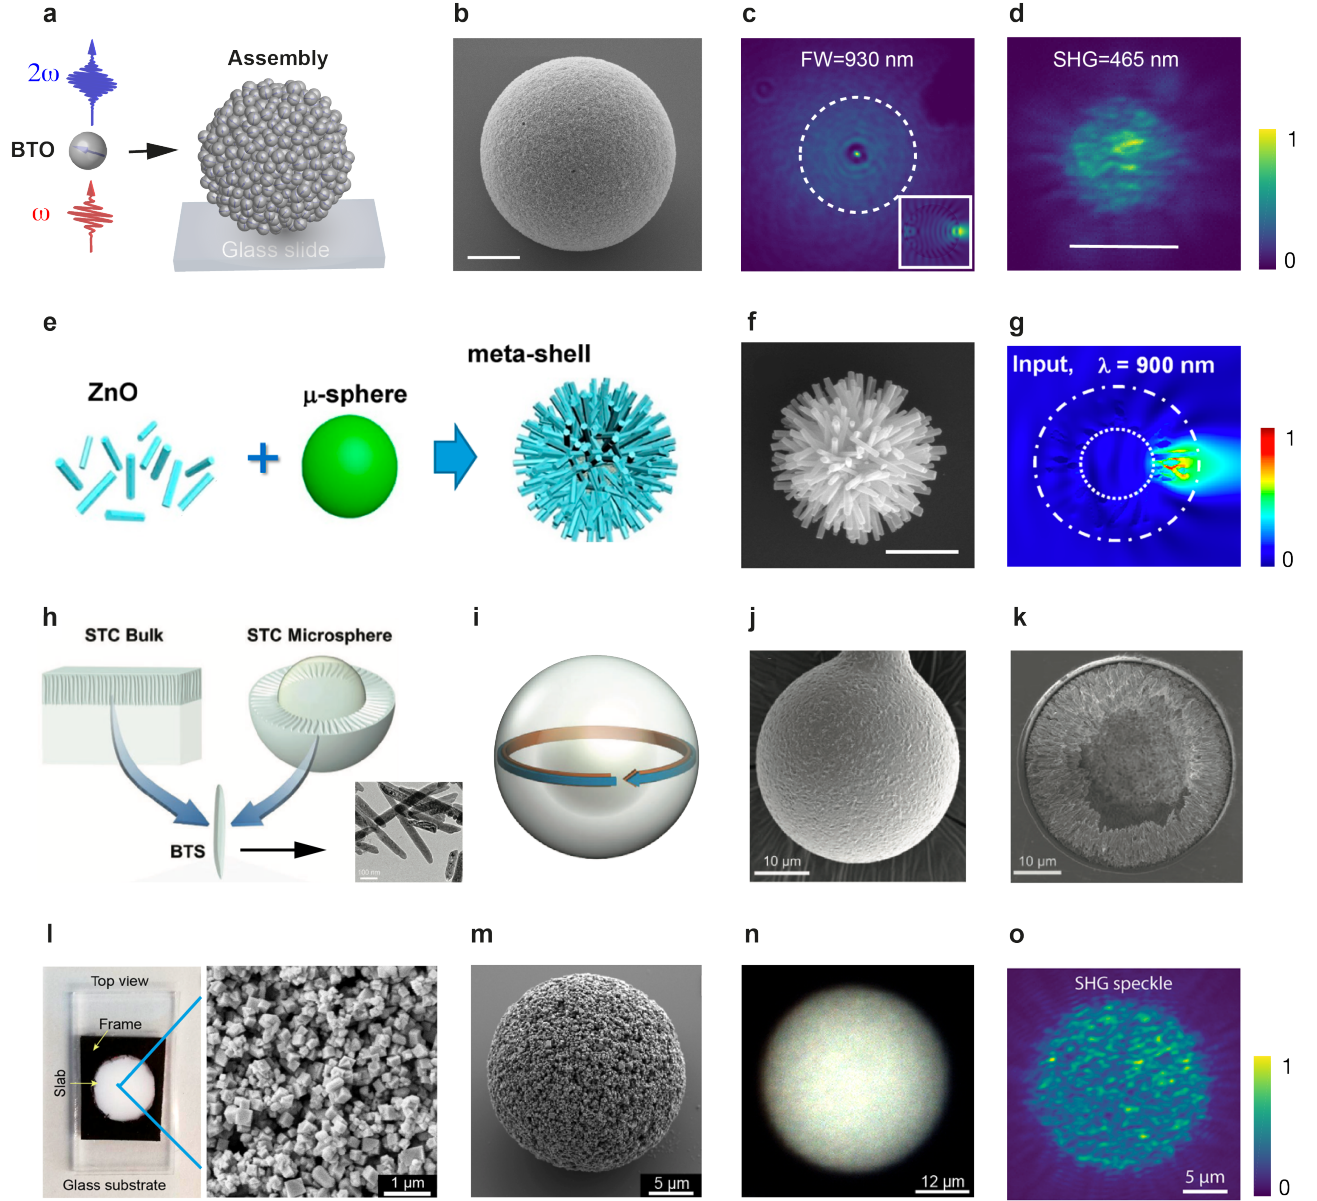 a
2ω
BTO
ω
Assembly
Glass slide
b
c
FW=930 nm
d
SHG=465 nm
1
0
e
ZnO
+
μ-sphere
meta-shell
f
g
Input, λ = 900 nm
1
0
h
STC Bulk
STC Microsphere
BTS
100 nm
i
j
10 μm
k
10 μm
l
Top view
Frame
Slab
Glass substrate
1 μm
m
5 μm
n
12 μm
o
SHG speckle
5 μm
1
0